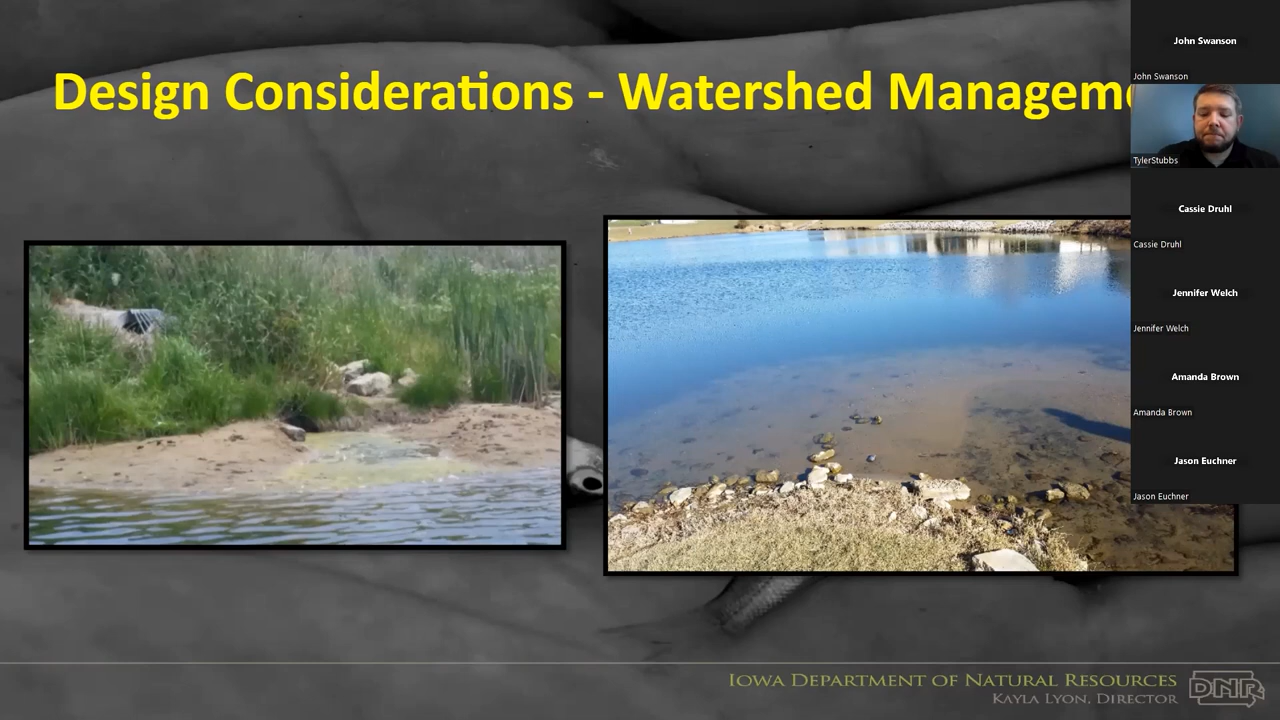 Design Considerations - Watershed Manageme
John Swanson
John Swanson
TylerStubbs
Cassie Druhl
Cassie Druhl
Jennifer Welch
Jennifer Welch
Amanda Brown
Amanda Brown
Jason Euchner
Jason Euchner
Iowa Department of Natural Resources
Kayla Lyon, Director
DNR